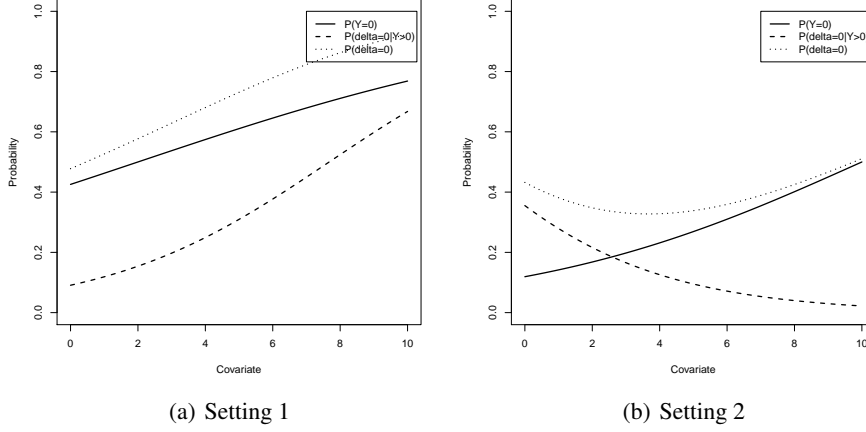 P(Y=0)
P(delta=0|Y>0)
P(delta=0)
Probability
0.0 0.2 0.4 0.6 0.8 1.0
0 2 4 6 8 10
Covariate
(a) Setting 1
P(Y=0)
P(delta=0|Y>0
P(delta=0)
Probability
0.0 0.2 0.4 0.6 0.8 1.0
0 2 4 6 8 10
Covariate
(b) Setting 2